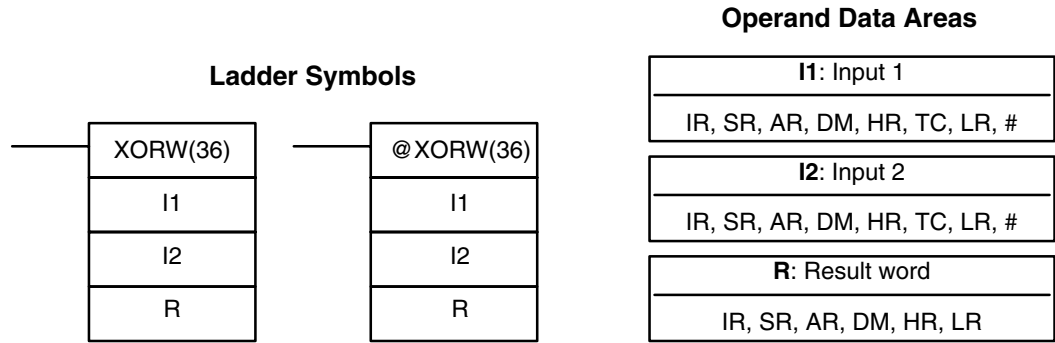 Ladder Symbols
XORW(36)
I1
I2
R
@XORW(36)
I1
I2
R
Operand Data Areas
I1: Input 1
IR, SR, AR, DM, HR, TC, LR, #
I2: Input 2
IR, SR, AR, DM, HR, TC, LR, #
R: Result word
IR, SR, AR, DM, HR, LR